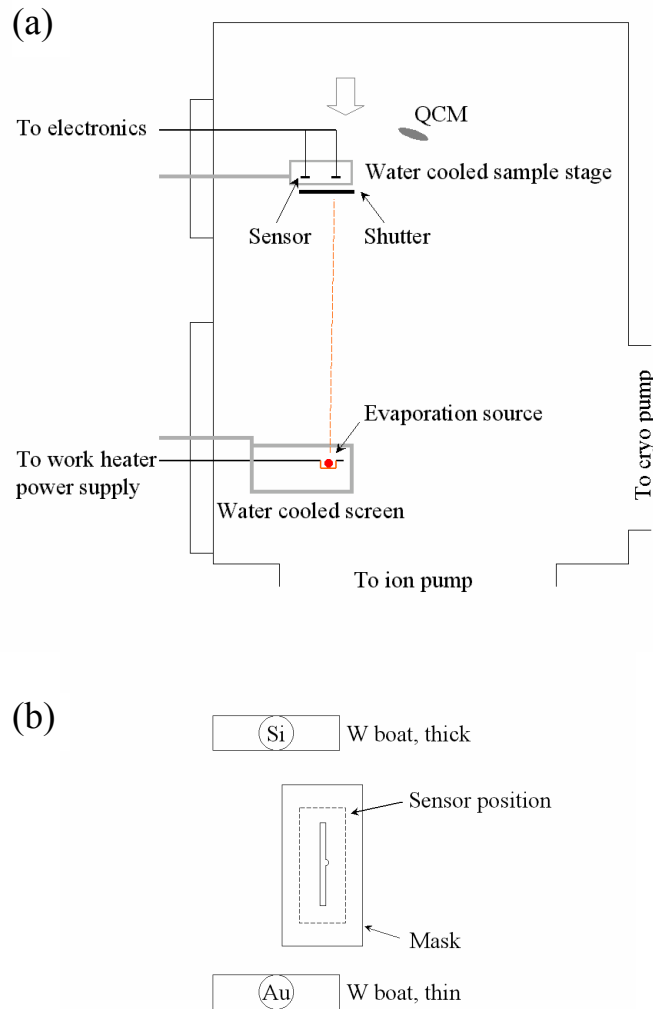 (a)
QCM
To electronics
Water cooled sample stage
Sensor
Shutter
Evaporation source
To work heater
power supply
Water cooled screen
To cryo pump
To ion pump
(b)
Si
W boat, thick
Sensor position
Mask
Au
W boat, thin